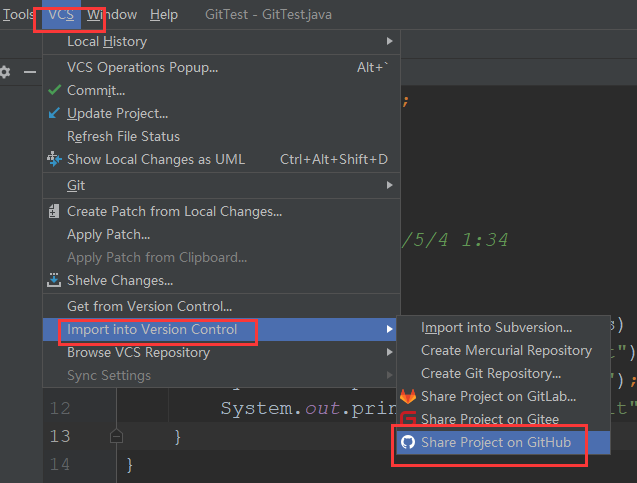 Tools VCS Window Help GitTest - GitTest.java
Local History
VCS Operations Popup... Alt+`
Commit...
Update Project...
Refresh File Status
Show Local Changes as UML Ctrl+Alt+Shift+D
Git
Create Patch from Local Changes...
Apply Patch...
Apply Patch from Clipboard...
Shelve Changes...
Get from Version Control...
Import into Version Control
Browse VCS Repository
Sync Settings
Import into Subversion...
Create Mercurial Repository
Create Git Repository...
Share Project on GitLab...
Share Project on Gitee
Share Project on GitHub
;
/5/4 1:34
)
")
");
12 System.out.prin
13 }
14 }